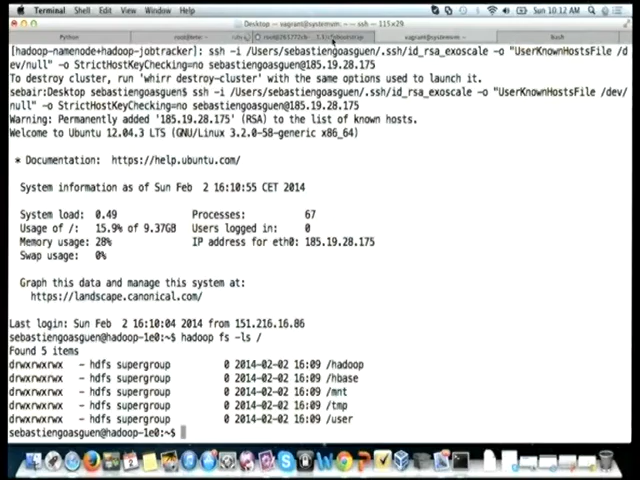 Terminal Shell Edit View Window Help
Sun 10:12 AM
Desktop — vagrant@systemvm: ~ — ssh — 115×29
Python
vagrant@systemvm: ~
bash
[hadoop-namenode+hadoop-jobtracker]: ssh -i /Users/sebastiengoasguen/.ssh/id_rsa_exoscale -o "UserKnownHostsFile /d
ev/null" -o StrictHostKeyChecking=no sebastiengoasguen@185.19.28.175
To destroy cluster, run 'whirr destroy-cluster' with the same options used to launch it.
sebair:Desktop sebastiengoasguen$ ssh -i /Users/sebastiengoasguen/.ssh/id_rsa_exoscale -o "UserKnownHostsFile /dev/
null" -o StrictHostKeyChecking=no sebastiengoasguen@185.19.28.175
Warning: Permanently added '185.19.28.175' (RSA) to the list of known hosts.
Welcome to Ubuntu 12.04.3 LTS (GNU/Linux 3.2.0-58-generic x86_64)
* Documentation: https://help.ubuntu.com/
System information as of Sun Feb 2 16:10:55 CET 2014
System load: 0.49 Processes: 67
Usage of /: 15.9% of 9.37GB Users logged in: 0
Memory usage: 28% IP address for eth0: 185.19.28.175
Swap usage: 0%
Graph this data and manage this system at:
https://landscape.canonical.com/
Last login: Sun Feb 2 16:10:04 2014 from 151.216.16.86
sebastiengoasguen@hadoop-1e0:~$ hadoop fs -ls /
Found 5 items
drwxrwxrwx - hdfs supergroup 0 2014-02-02 16:09 /hadoop
drwxrwxrwx - hdfs supergroup 0 2014-02-02 16:09 /hbase
drwxrwxrwx - hdfs supergroup 0 2014-02-02 16:09 /mnt
drwxrwxrwx - hdfs supergroup 0 2014-02-02 16:09 /tmp
drwxrwxrwx - hdfs supergroup 0 2014-02-02 16:09 /user
sebastiengoasguen@hadoop-1e0:~$